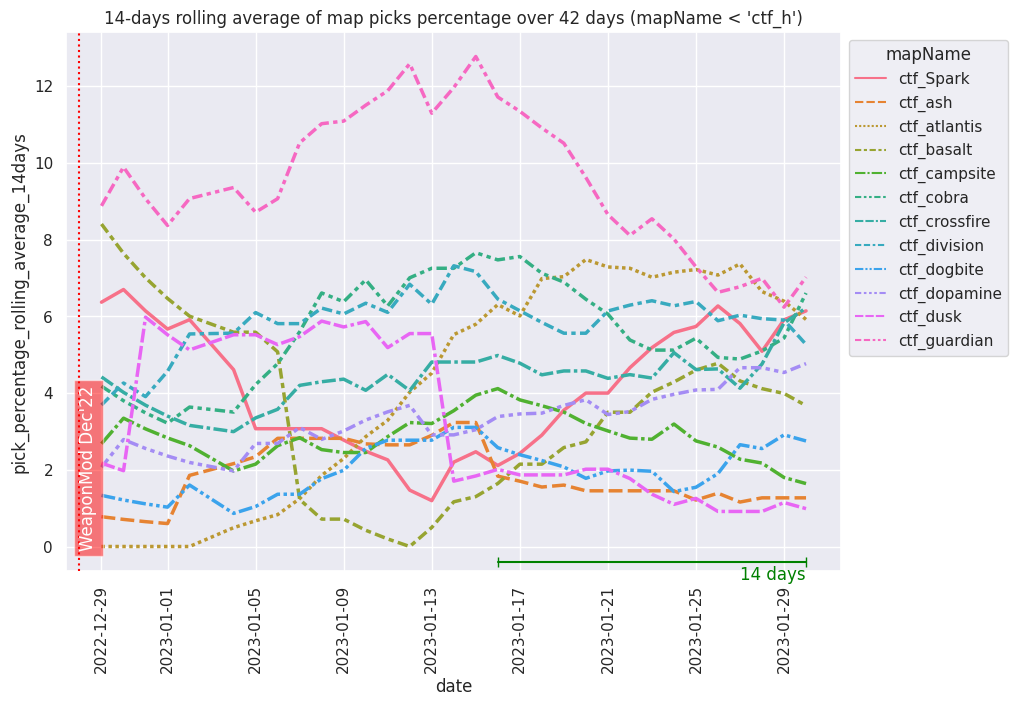 14-days rolling average of map picks percentage over 42 days (mapName < 'ctf_h')
pick_percentage_rolling_average_14days
12
10
8
6
4
2
0
WeaponMod Dec'22
14 days
2022-12-29
2023-01-01
2023-01-05
2023-01-09
2023-01-13
2023-01-17
2023-01-21
2023-01-25
2023-01-29
date
mapName
ctf_Spark
ctf_ash
ctf_atlantis
ctf_basalt
ctf_campsite
ctf_cobra
ctf_crossfire
ctf_division
ctf_dogbite
ctf_dopamine
ctf_dusk
ctf_guardian